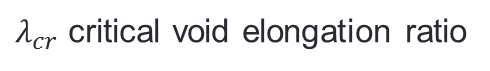 λcr critical void elongation ratio